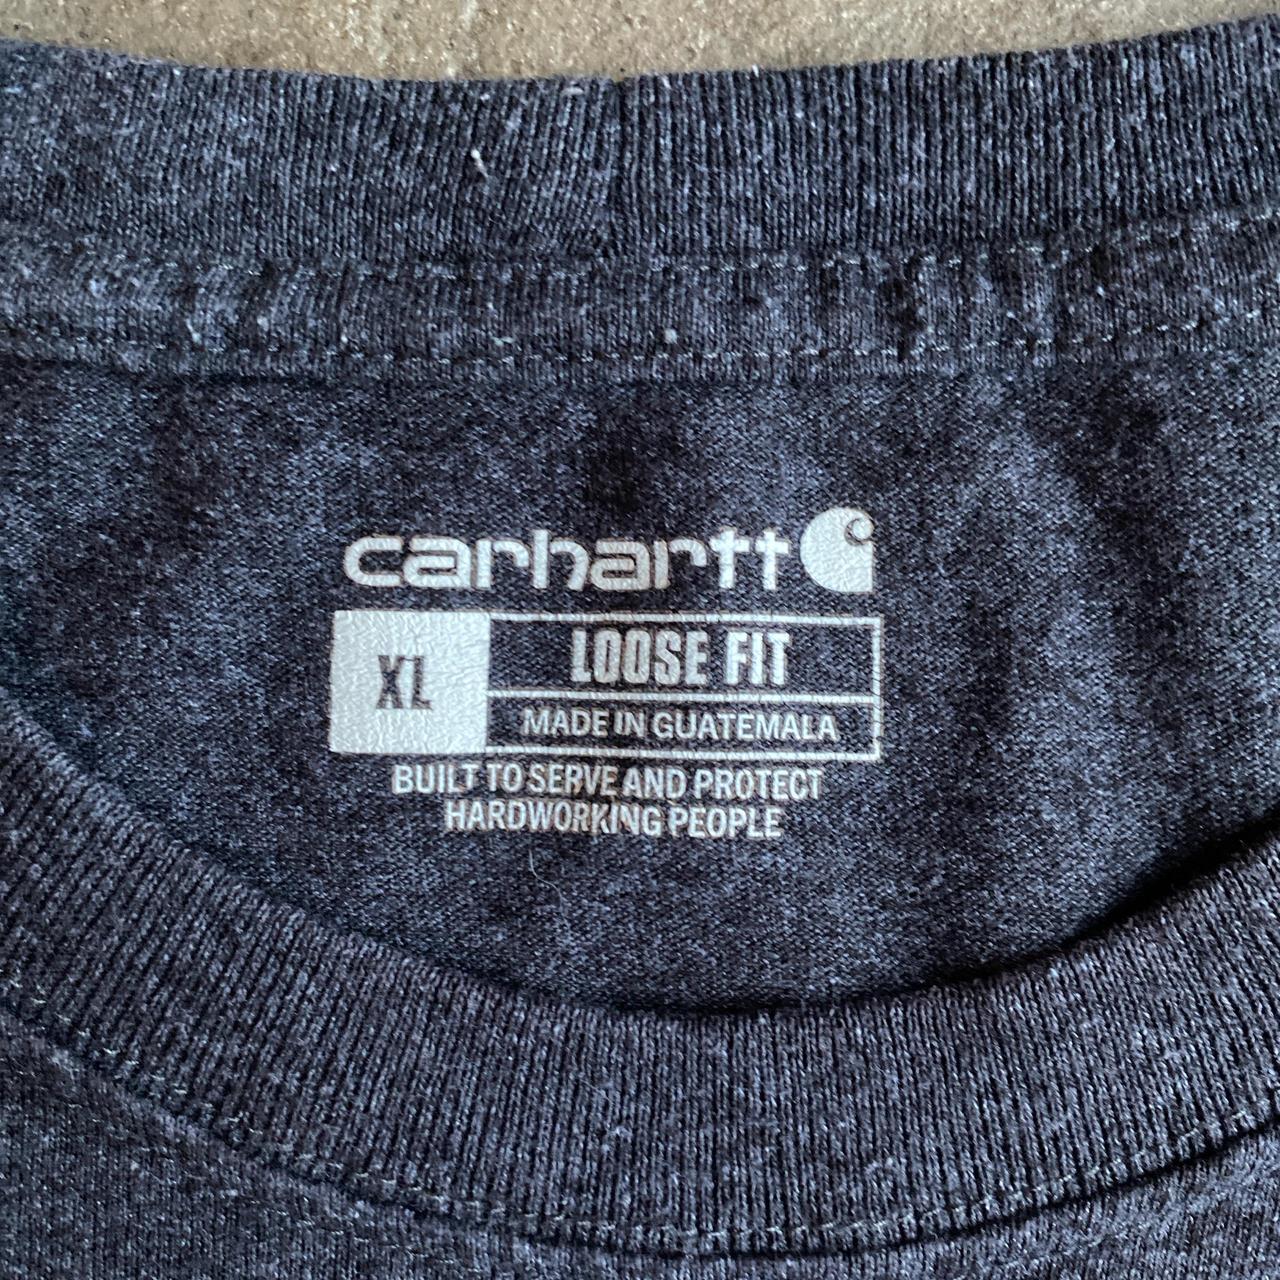 carhartt
XL
LOOSE FIT
MADE IN GUATEMALA
BUILT TO SERVE AND PROTECT
HARDWORKING PEOPLE